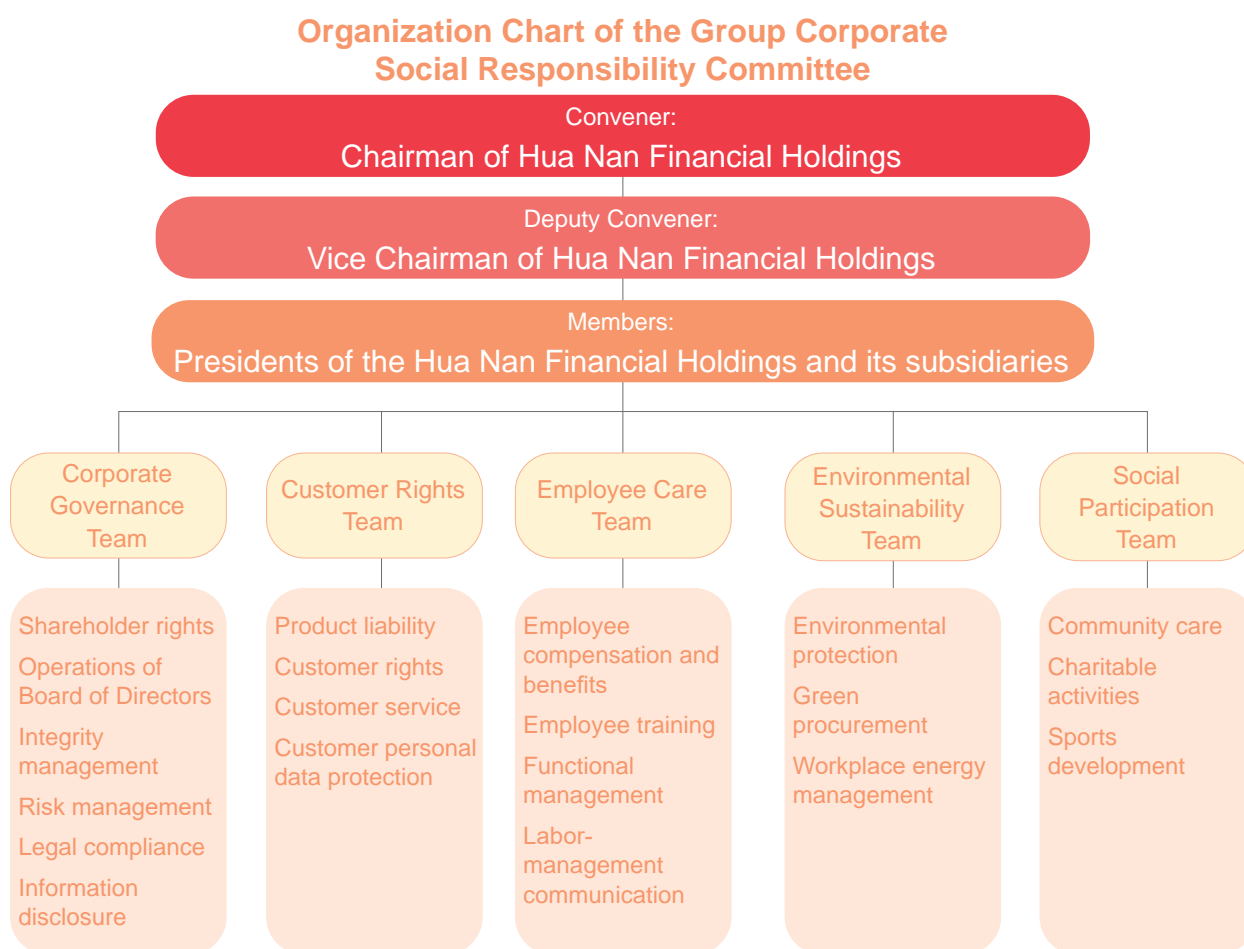 Organization Chart of the Group Corporate
Social Responsibility Committee
Convener:
Chairman of Hua Nan Financial Holdings
Deputy Convener:
Vice Chairman of Hua Nan Financial Holdings
Members:
Presidents of the Hua Nan Financial Holdings and its subsidiaries
Corporate
Governance
Team
Customer Rights
Team
Employee Care
Team
Environmental
Sustainability
Team
Social
Participation
Team
Shareholder rights
Operations of
Board of Directors
Integrity
management
Risk management
Legal compliance
Information
disclosure
Product liability
Customer rights
Customer service
Customer personal
data protection
Employee
compensation and
benefits
Employee training
Functional
management
Labor-
management
communication
Environmental
protection
Green
procurement
Workplace energy
management
Community care
Charitable
activities
Sports
development